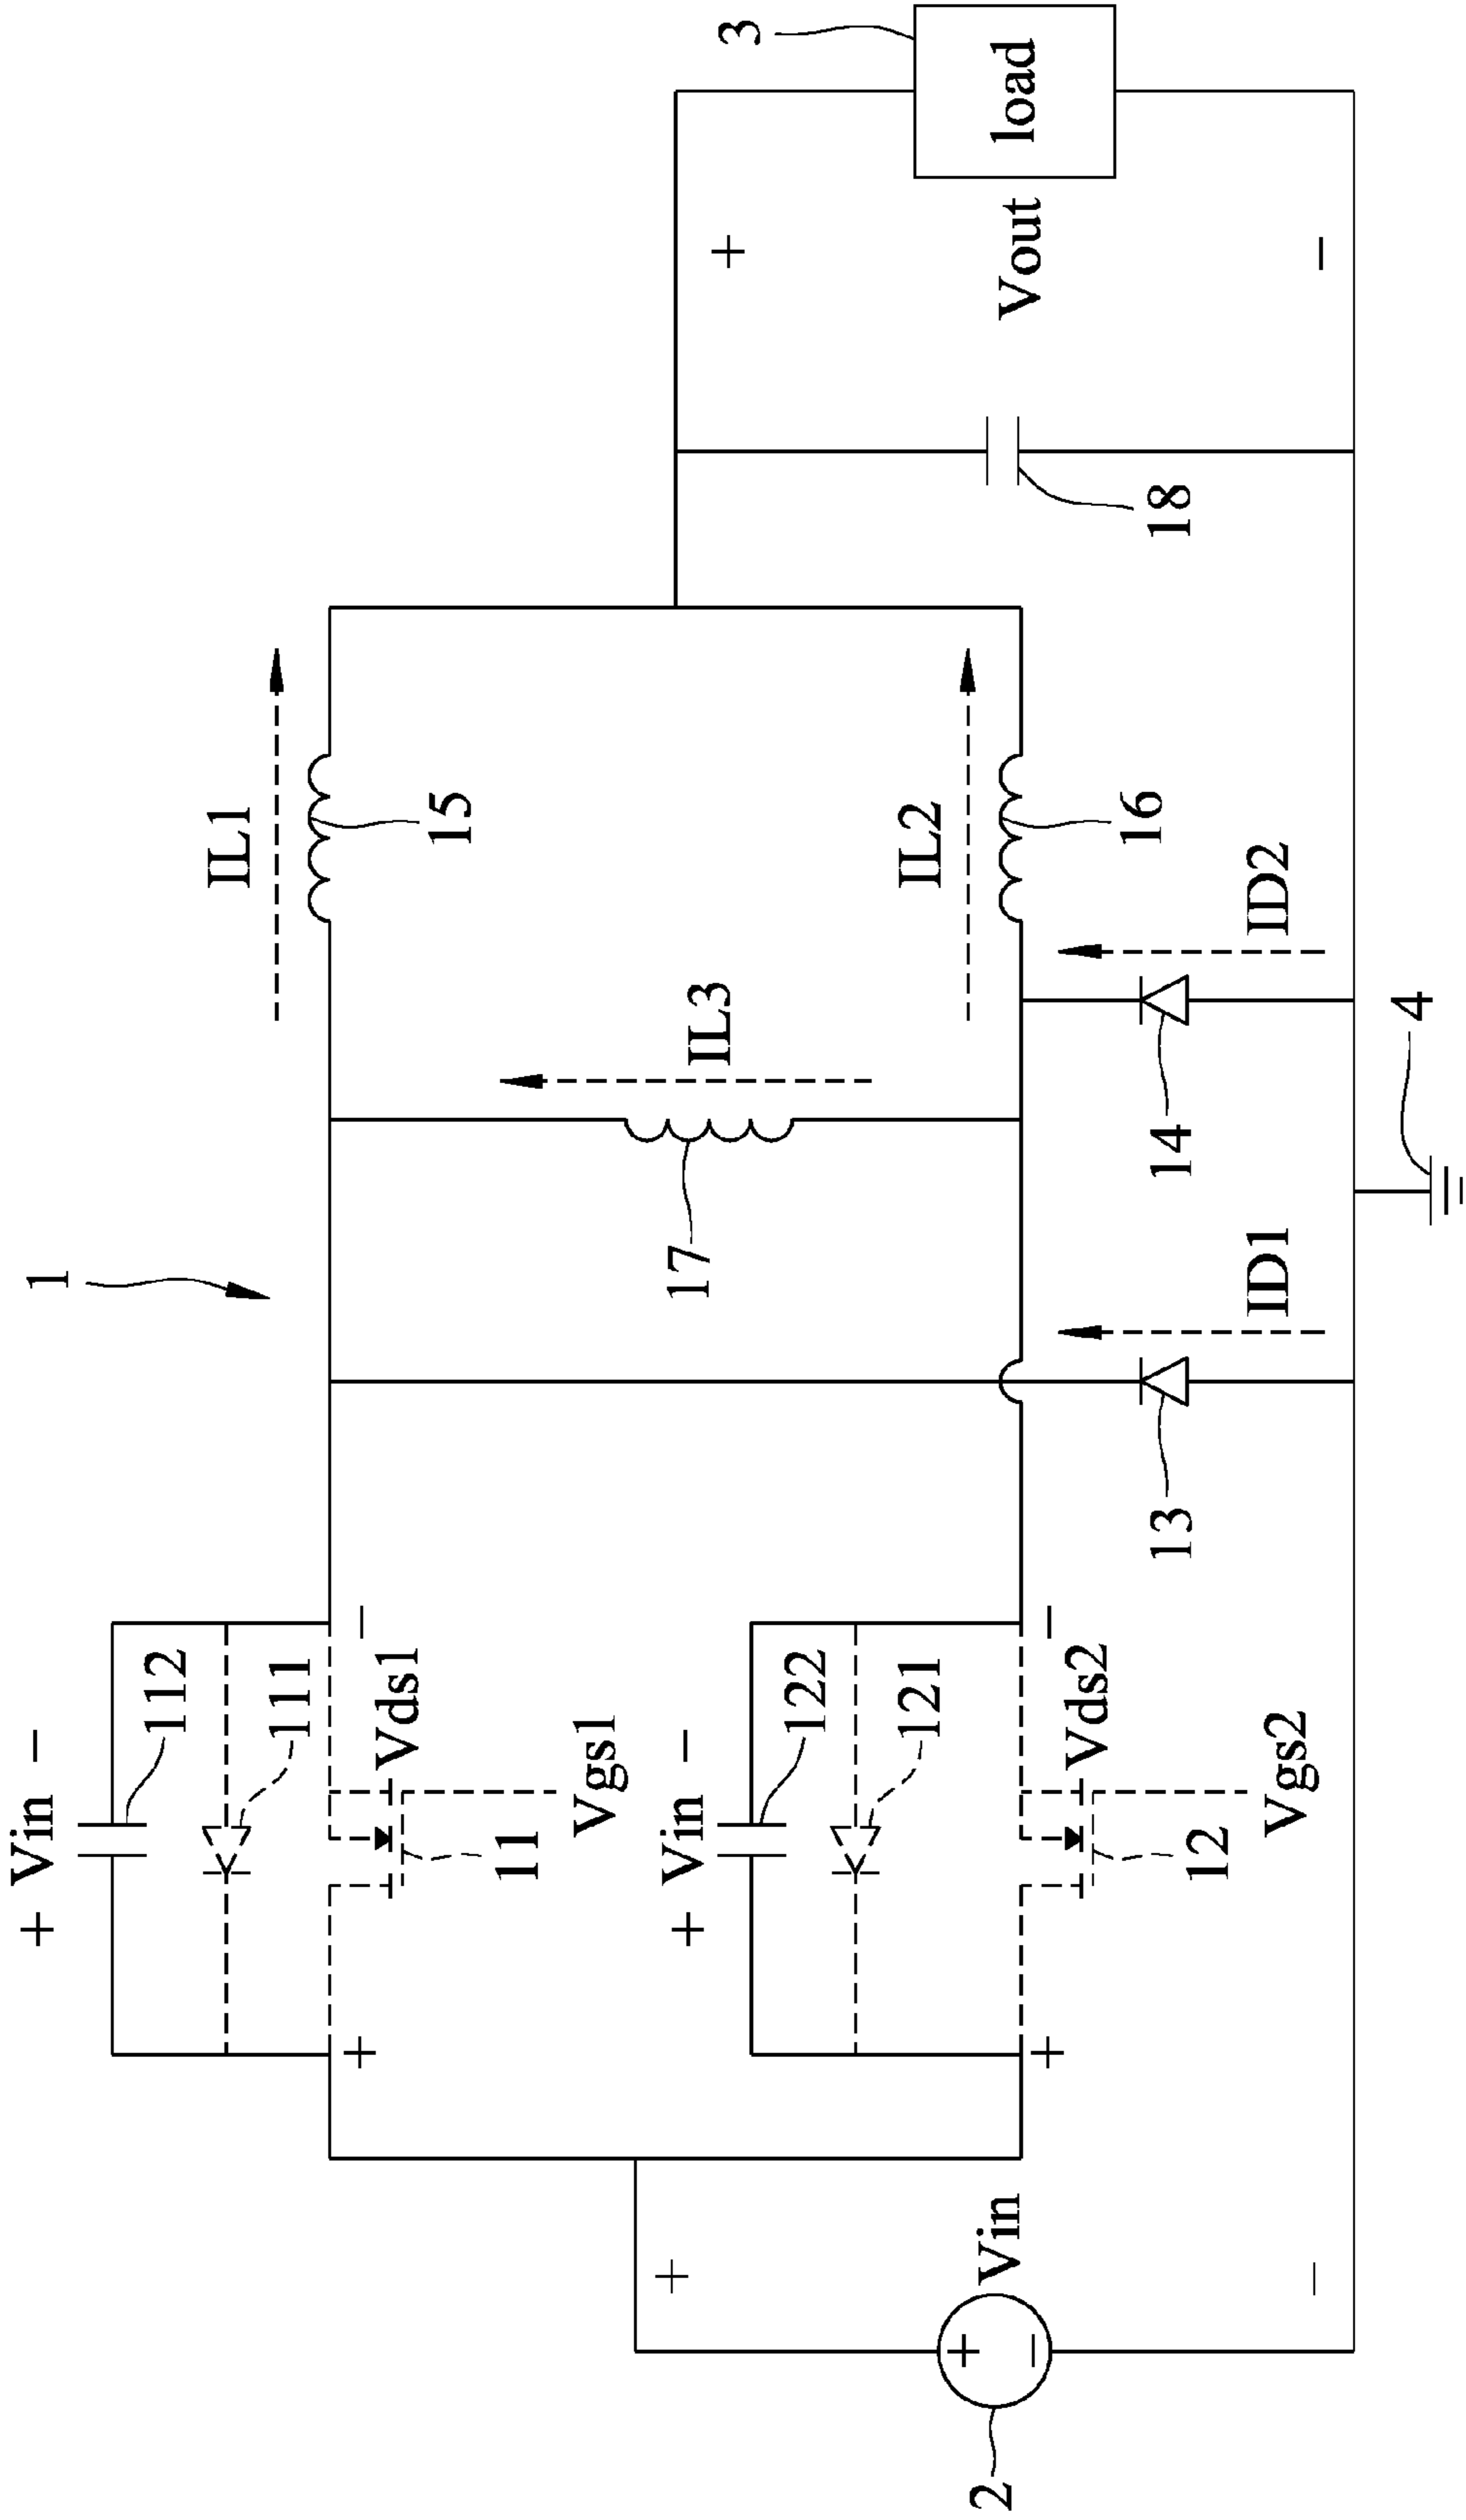 1
+ Vin −
112
111
+ −
Vds1
11
Vgs1
+ Vin −
122
121
+ −
Vds2
12
Vgs2
IL1
15
IL3
17
IL2
16
ID1
13
ID2
14
2
+
−
Vin
+
−
4
18
+
Vout
−
3
load